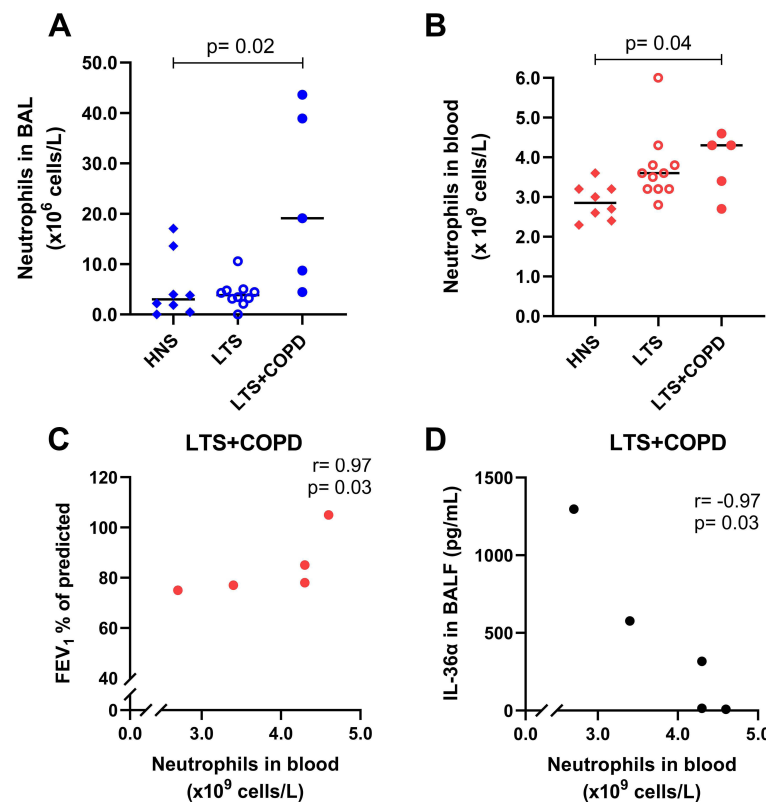 A
p= 0.02
Neutrophils in BAL
(x10⁶ cells/L)
50.0
40.0
30.0
20.0
10.0
0.0
HNS
LTS
LTS+COPD
B
p= 0.04
Neutrophils in blood
(x 10⁹ cells/L)
6.0
5.0
4.0
3.0
2.0
1.0
0.0
HNS
LTS
LTS+COPD
C
LTS+COPD
r= 0.97
p= 0.03
FEV₁ % of predicted
120
100
80
60
40
0
0.0
3.0
4.0
5.0
Neutrophils in blood
(x10⁹ cells/L)
D
LTS+COPD
r= -0.97
p= 0.03
IL-36α in BALF (pg/mL)
1500
1000
500
0
0.0
3.0
4.0
5.0
Neutrophils in blood
(x10⁹ cells/L)